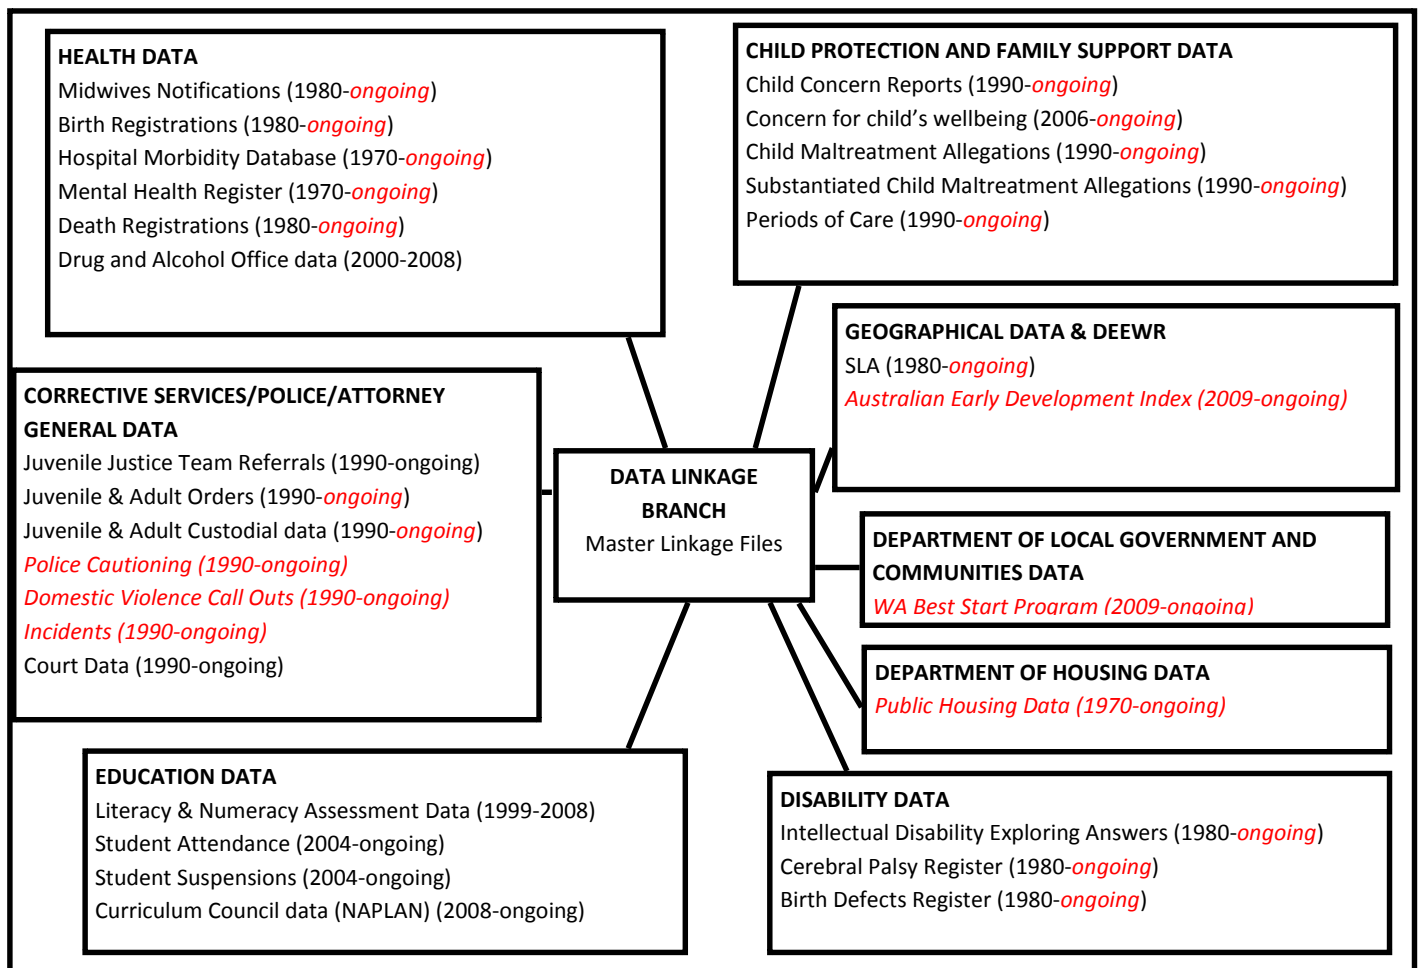 HEALTH DATA
Midwives Notifications (1980-ongoing)
Birth Registrations (1980-ongoing)
Hospital Morbidity Database (1970-ongoing)
Mental Health Register (1970-ongoing)
Death Registrations (1980-ongoing)
Drug and Alcohol Office data (2000-2008)
CHILD PROTECTION AND FAMILY SUPPORT DATA
Child Concern Reports (1990-ongoing)
Concern for child's wellbeing (2006-ongoing)
Child Maltreatment Allegations (1990-ongoing)
Substantiated Child Maltreatment Allegations (1990-ongoing)
Periods of Care (1990-ongoing)
GEOGRAPHICAL DATA & DEEWR
SLA (1980-ongoing)
Australian Early Development Index (2009-ongoing)
CORRECTIVE SERVICES/POLICE/ATTORNEY
GENERAL DATA
Juvenile Justice Team Referrals (1990-ongoing)
Juvenile & Adult Orders (1990-ongoing)
Juvenile & Adult Custodial data (1990-ongoing)
Police Cautioning (1990-ongoing)
Domestic Violence Call Outs (1990-ongoing)
Incidents (1990-ongoing)
Court Data (1990-ongoing)
DATA LINKAGE
BRANCH
Master Linkage Files
DEPARTMENT OF LOCAL GOVERNMENT AND
COMMUNITIES DATA
WA Best Start Program (2009-ongoing)
DEPARTMENT OF HOUSING DATA
Public Housing Data (1970-ongoing)
EDUCATION DATA
Literacy & Numeracy Assessment Data (1999-2008)
Student Attendance (2004-ongoing)
Student Suspensions (2004-ongoing)
Curriculum Council data (NAPLAN) (2008-ongoing)
DISABILITY DATA
Intellectual Disability Exploring Answers (1980-ongoing)
Cerebral Palsy Register (1980-ongoing)
Birth Defects Register (1980-ongoing)